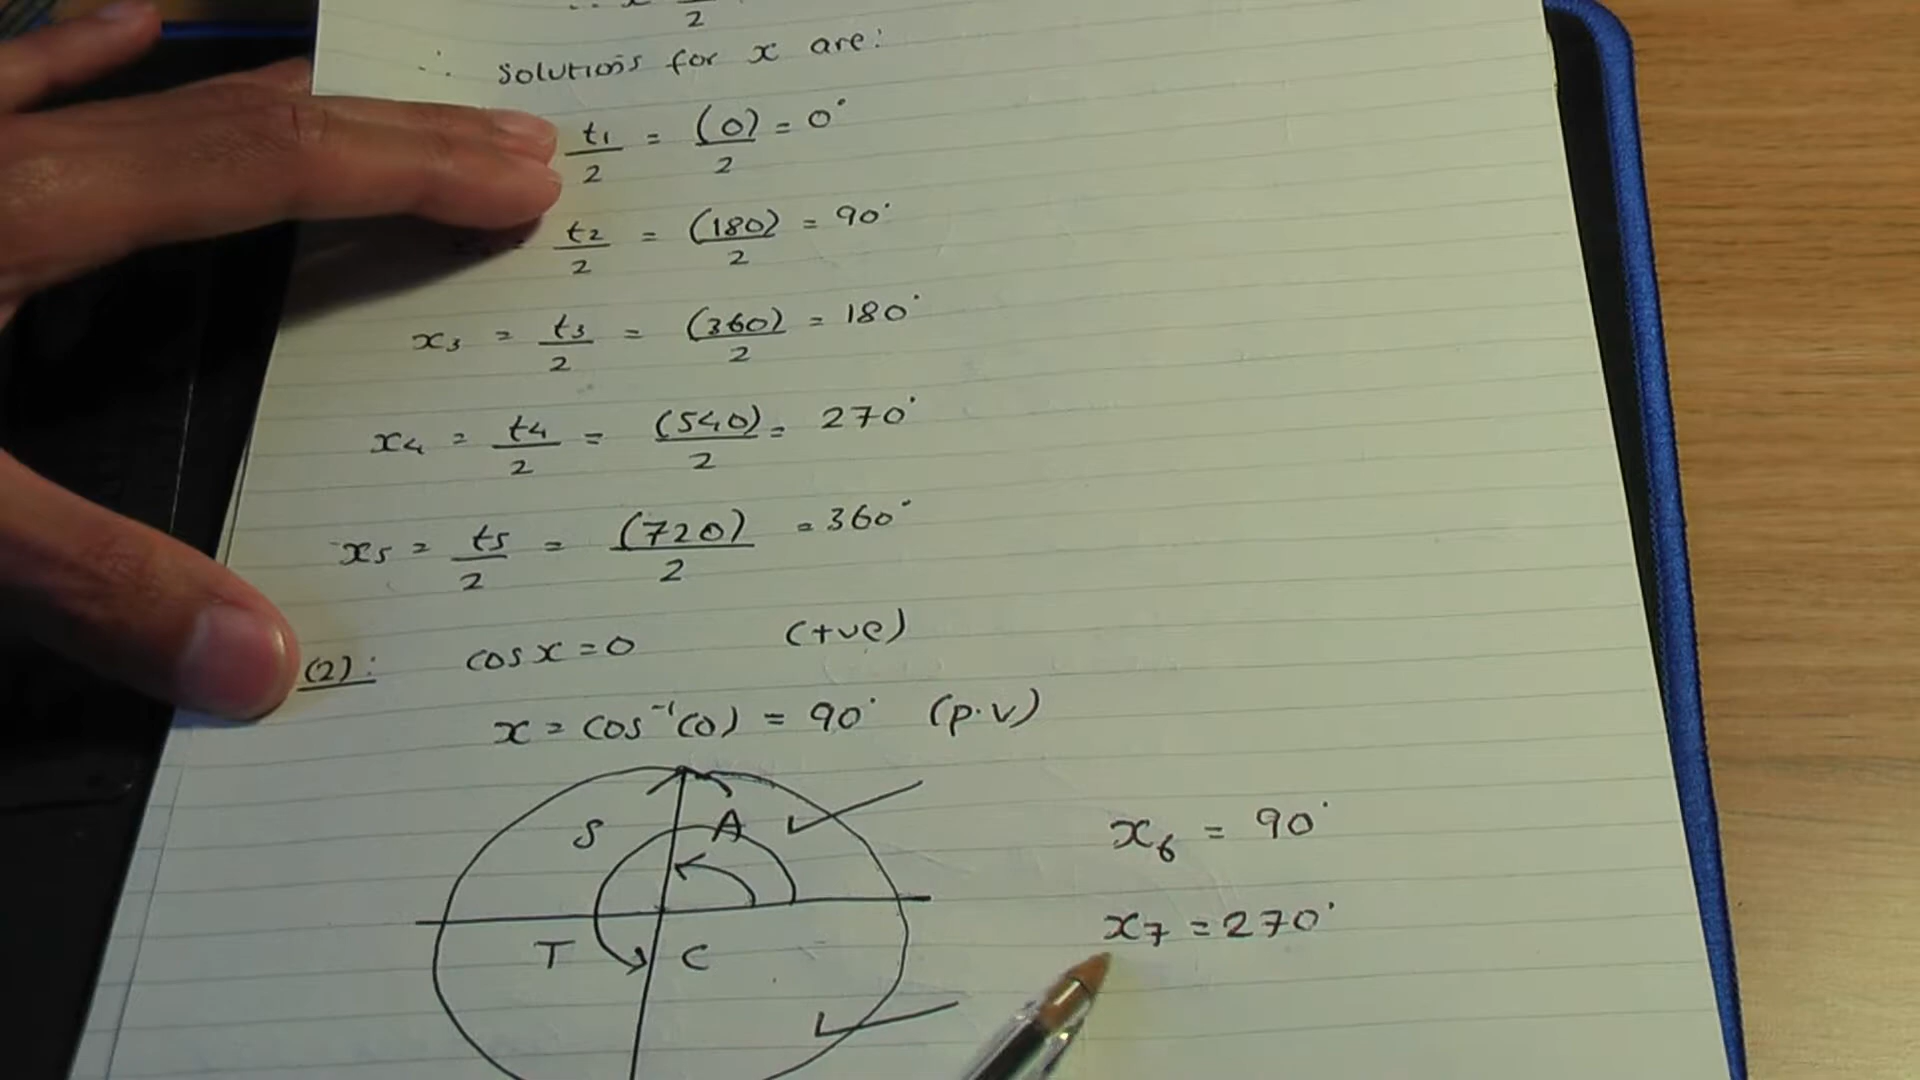 2
∴ solutions for x are:
t₁/2 = (0)/2 = 0°
t₂/2 = (180)/2 = 90°
x₃ = t₃/2 = (360)/2 = 180°
x₄ = t₄/2 = (540)/2 = 270°
x₅ = t₅/2 = (720)/2 = 360°
(2): cos x = 0 (+ve)
x = cos⁻¹(0) = 90° (p.v)
S A
T C
x₆ = 90°
x₇ = 270°